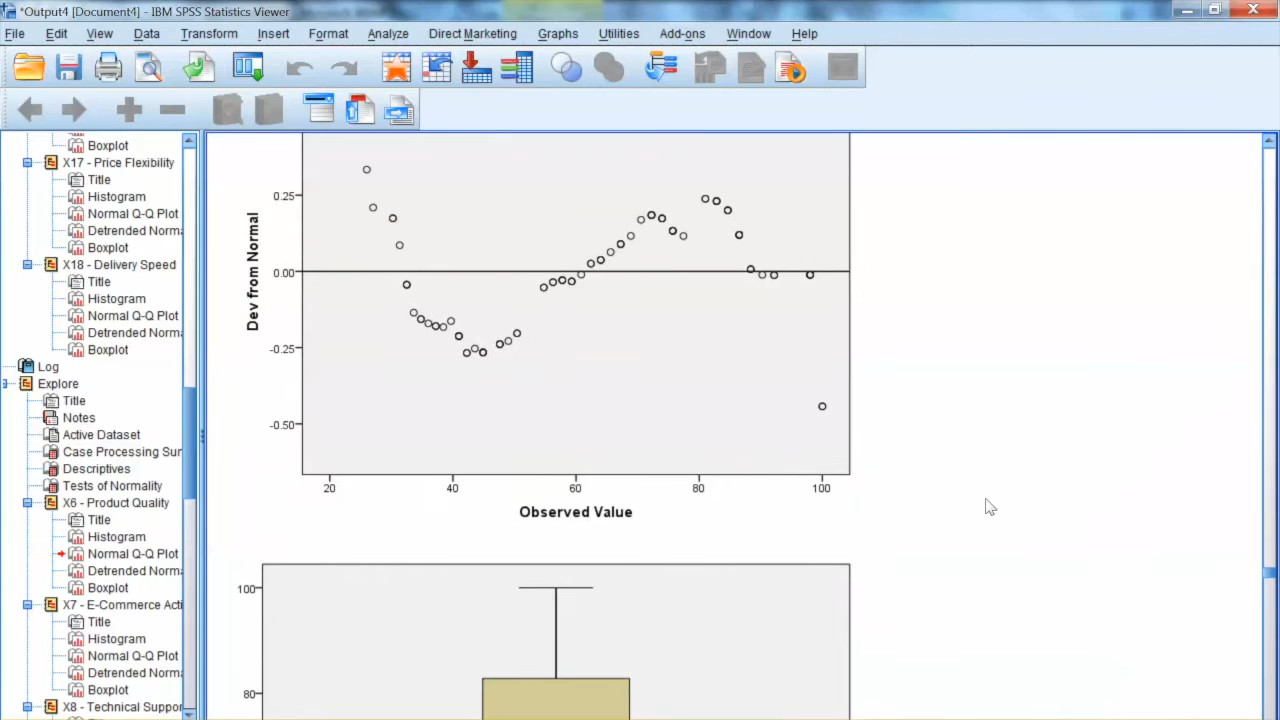 *Output4 [Document4] - IBM SPSS Statistics Viewer
File Edit View Data Transform Insert Format Analyze Direct Marketing Graphs Utilities Add-ons Window Help
Boxplot
X17 - Price Flexibility
Title
Histogram
Normal Q-Q Plot
Detrended Norma
Boxplot
X18 - Delivery Speed
Title
Histogram
Normal Q-Q Plot
Detrended Norma
Boxplot
Log
Explore
Title
Notes
Active Dataset
Case Processing Sum
Descriptives
Tests of Normality
X6 - Product Quality
Title
Histogram
Normal Q-Q Plot
Detrended Norma
Boxplot
X7 - E-Commerce Acti
Title
Histogram
Normal Q-Q Plot
Detrended Norma
Boxplot
X8 - Technical Suppor
Dev from Normal
0.25
0.00
-0.25
-0.50
20 40 60 80 100
Observed Value
100
80